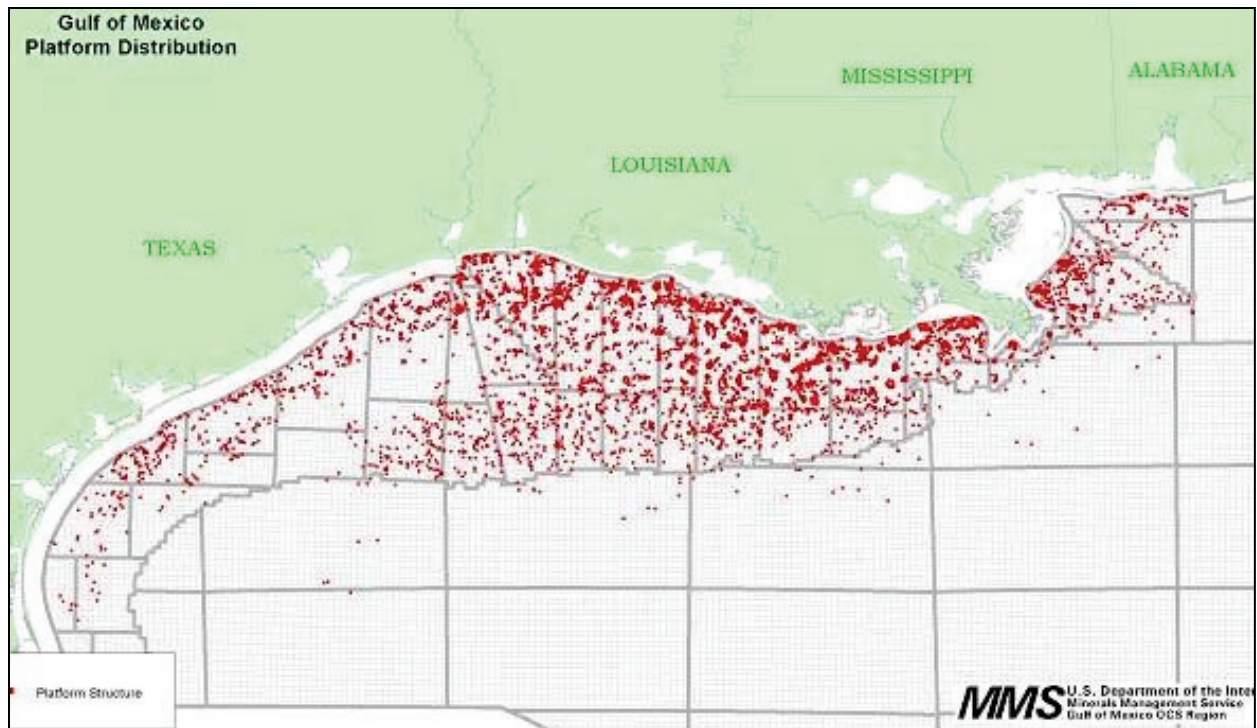 Gulf of Mexico
Platform Distribution
ALABAMA
MISSISSIPPI
LOUISIANA
TEXAS
Platform Structure
MMS
U.S. Department of the Inte
Minerals Management Service
Gulf of Mexico OCS Region